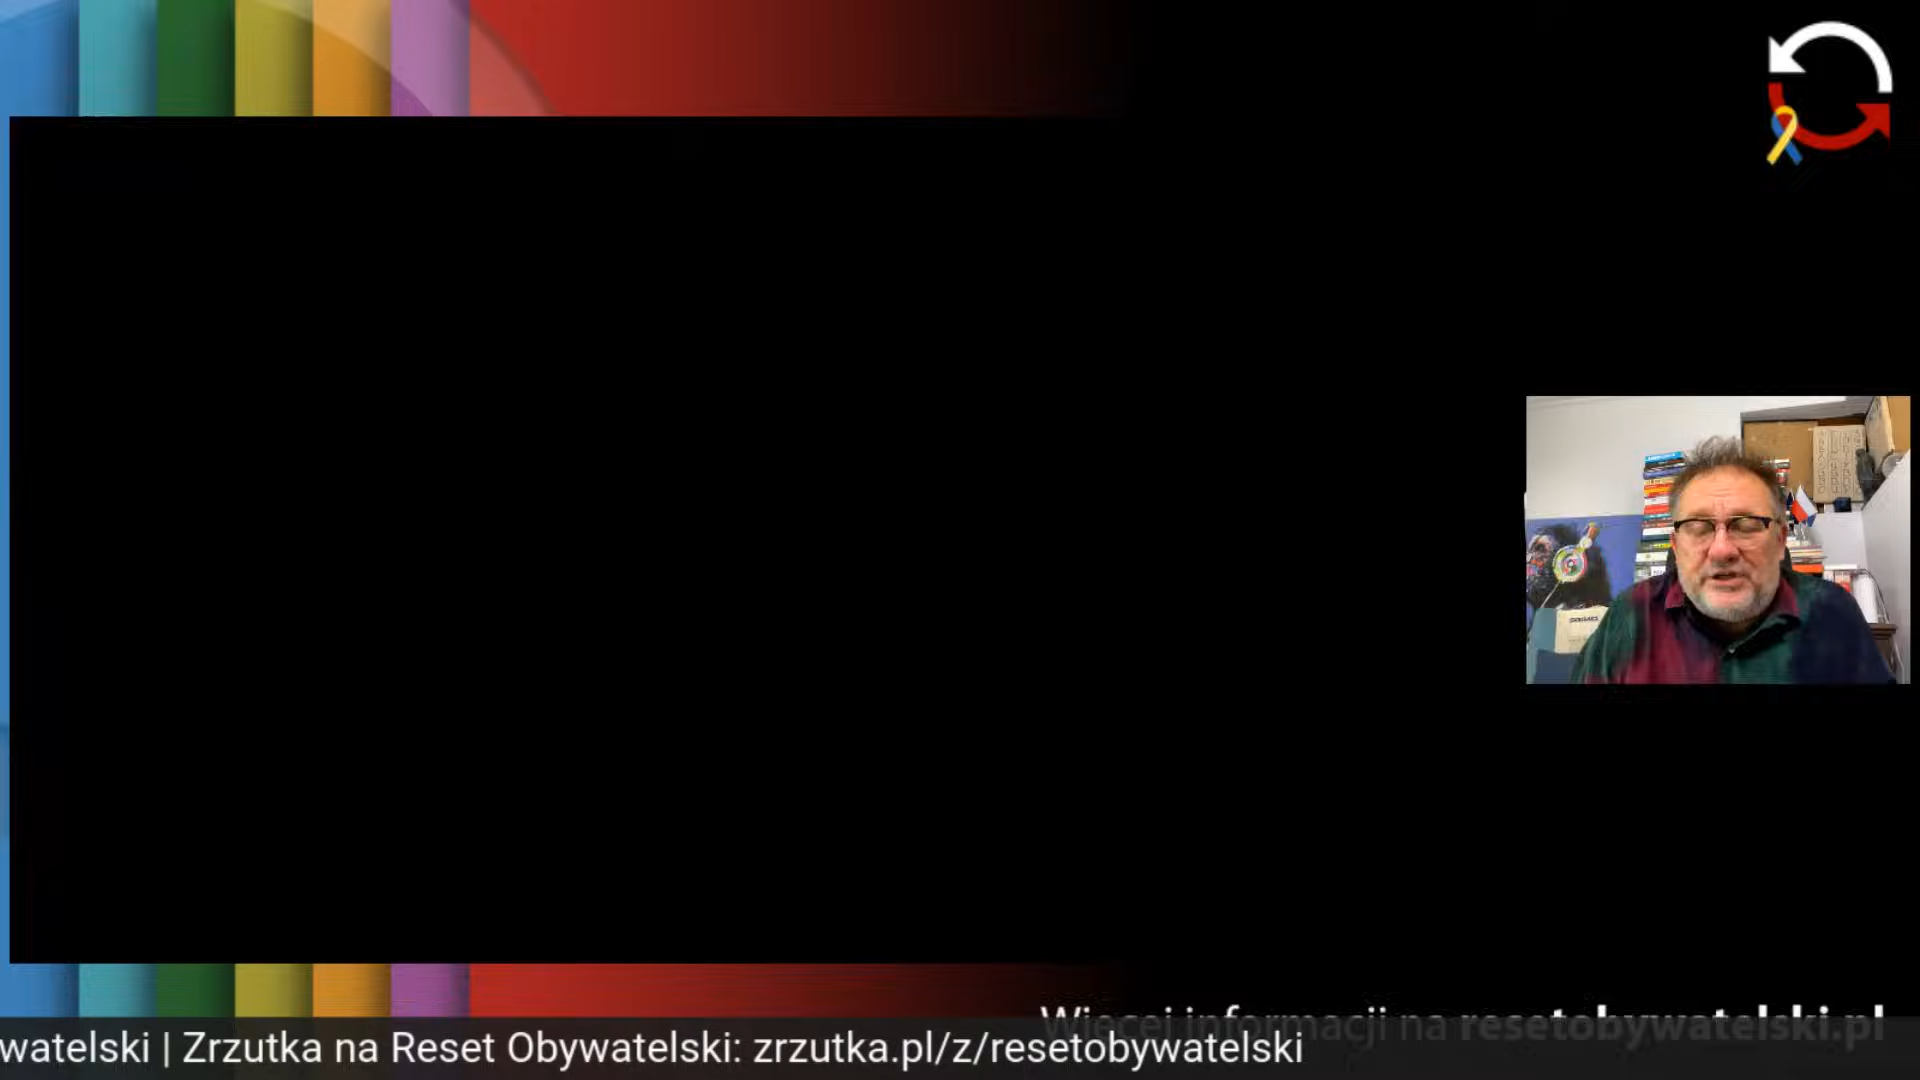 Więcej informacji na resetobywatelski.pl
watelski | Zrzutka na Reset Obywatelski: zrzutka.pl/z/resetobywatelski